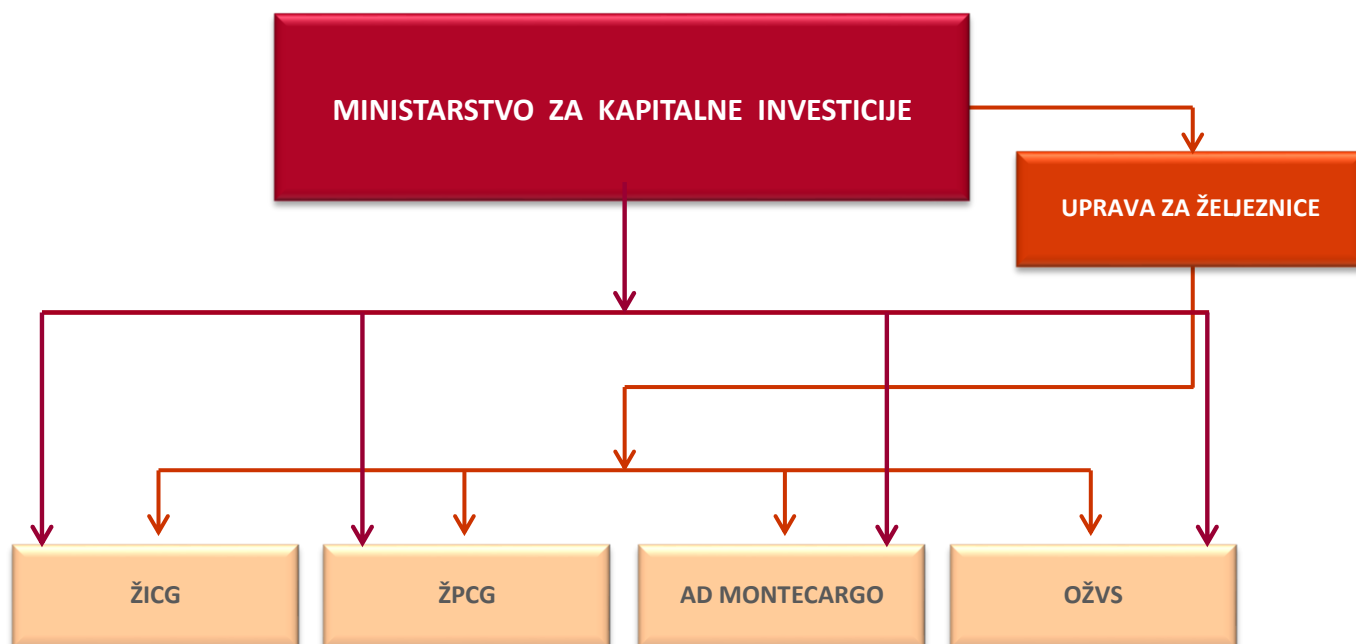 MINISTARSTVO ZA KAPITALNE INVESTICIJE
UPRAVA ZA ŽELJEZNICE
ŽICG
ŽPCG
AD MONTECARGO
OŽVS